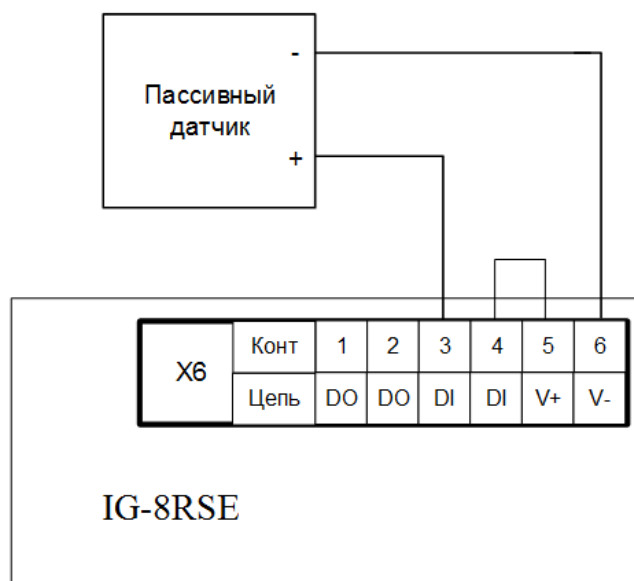 -
Пассивный
датчик
+
X6
Конт 1 2 3 4 5 6
Цепь DO DO DI DI V+ V-
IG-8RSE